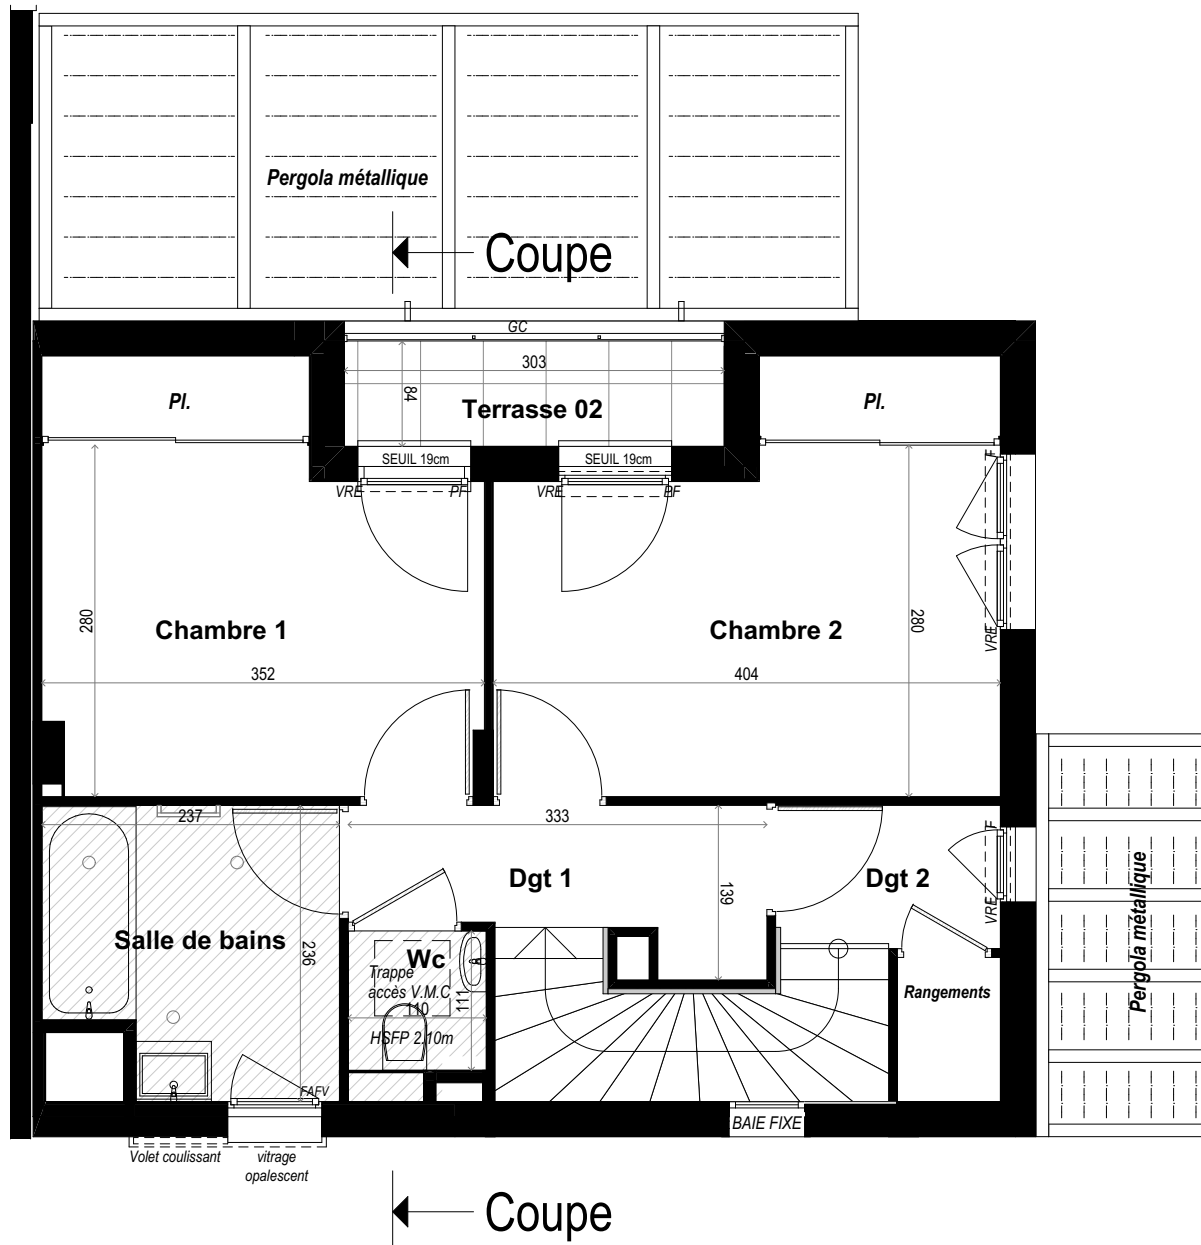 Pergola métallique
Coupe
GC
303
84
Terrasse 02
Pl.
Pl.
SEUIL 19cm
SEUIL 19cm
VRE
PF
VRE
PF
F
280
Chambre 1
Chambre 2
280
VRE
352
404
237
333
F
Dgt 1
139
Dgt 2
VRE
Pergola métallique
Salle de bains
236
Wc
Trappe
accès V.M.C
110
111
HSFP 2.10m
Rangements
FAFV
BAIE FIXE
Volet coulissant
vitrage
opalescent
Coupe